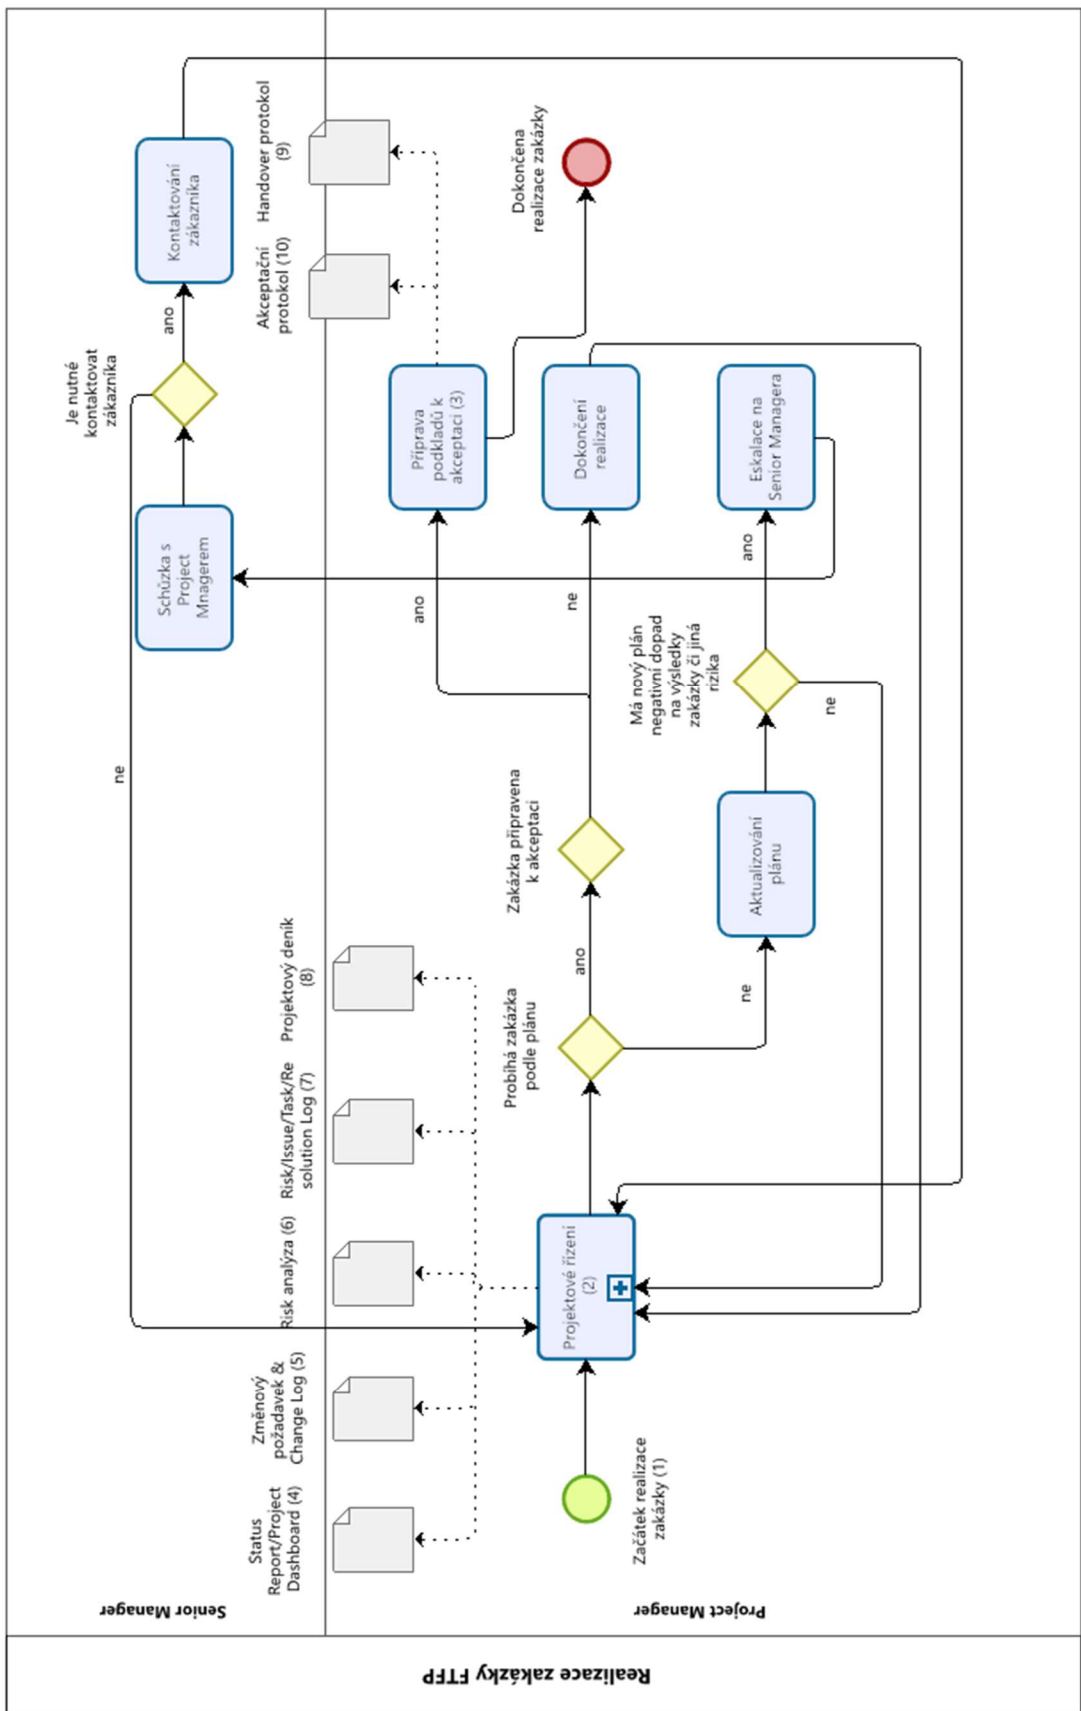 Realizace zakázky FTFP
Senior Manager
Project Manager
Schůzka s
Project
Mnagerem
Je nutné
kontaktovat
zákazníka
ano
ne
Kontaktování
zákazníka
Status
Report/Project
Dashboard (4)
Změnový
požadavek &
Change Log (5)
Risk analýza (6)
Risk/Issue/Task/Re
solution Log (7)
Projektový deník
(8)
Akceptační
protokol (10)
Handover protokol
(9)
Začátek realizace
zakázky (1)
Projektové řízení
(2)
Probíhá zakázka
podle plánu
ano
ne
Zakázka připravena
k akceptaci
ano
ne
Příprava
podkladů k
akceptaci (3)
Dokončení
realizace
Dokončena
realizace zakázky
Aktualizování
plánu
Má nový plán
negativní dopad
na výsledky
zakázky či jiná
rizika
ano
ne
Eskalace na
Senior Managera